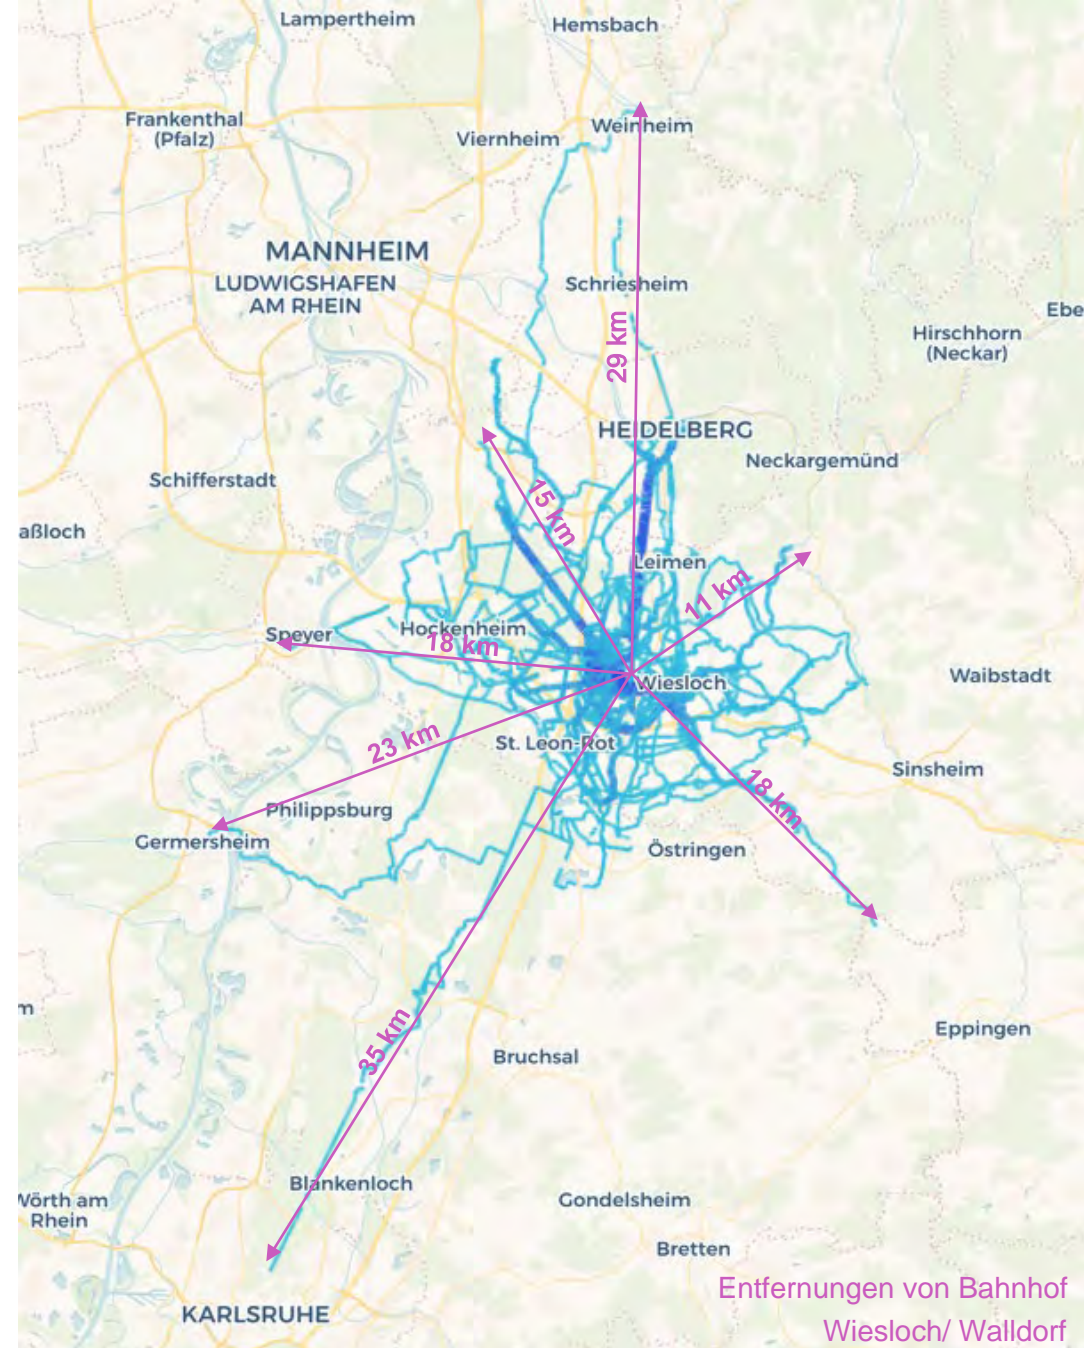 Lampertheim
Hemsbach
Frankenthal
(Pfalz)
Viernheim
Weinheim
MANNHEIM
LUDWIGSHAFEN
AM RHEIN
Schriesheim
Ebe
Hirschhorn
(Neckar)
29 km
HEIDELBERG
Neckargemünd
Schifferstadt
15 km
aßloch
Leimen
11 km
Speyer
Hockenheim
18 km
Wiesloch
Waibstadt
23 km
St. Leon-Rot
Sinsheim
18 km
Philippsburg
Germersheim
Östringen
m
35 km
Eppingen
Bruchsal
Blankenloch
Wörth am
Rhein
Gondelsheim
Bretten
Entfernungen von Bahnhof
KARLSRUHE
Wiesloch/ Walldorf